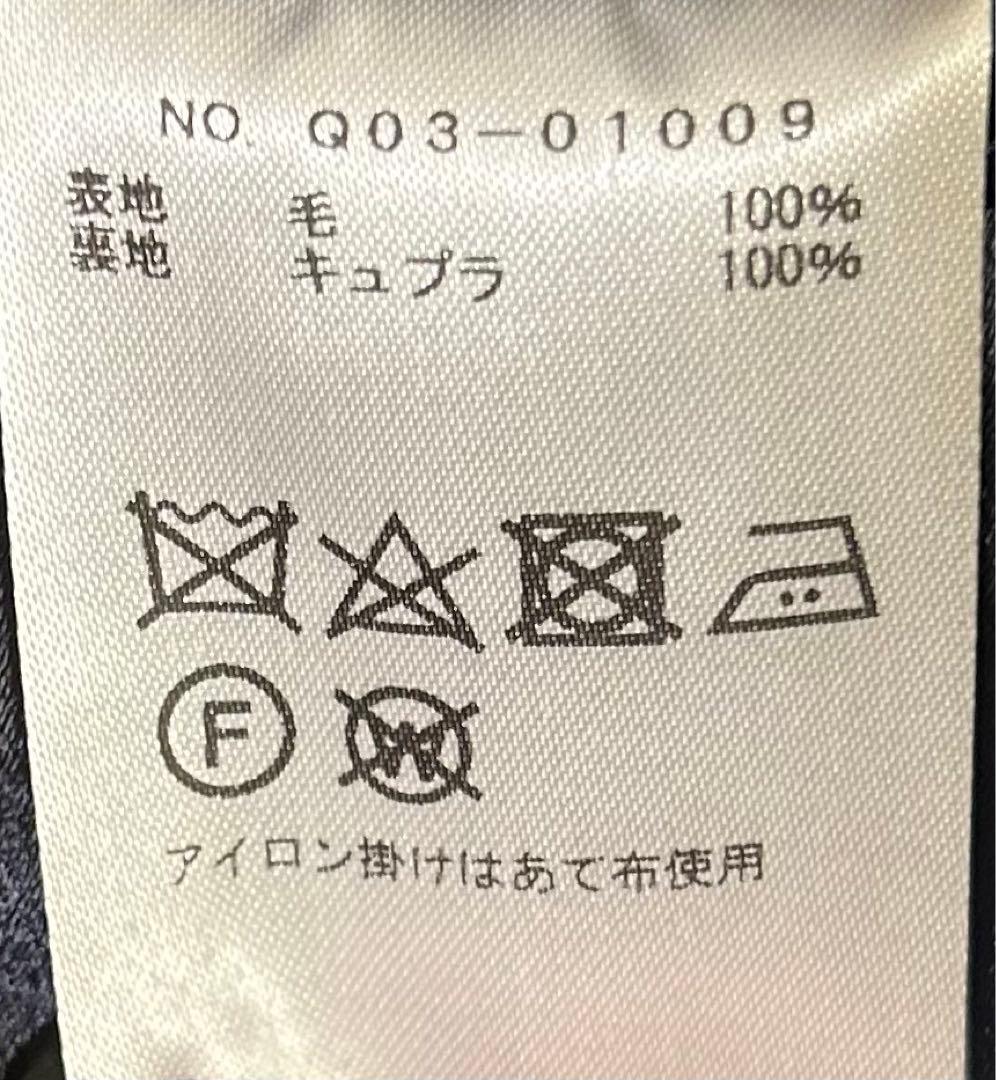 NO. Q03-01009
表地 毛 100%
裏地 キュプラ 100%
F W
アイロン掛けはあて布使用